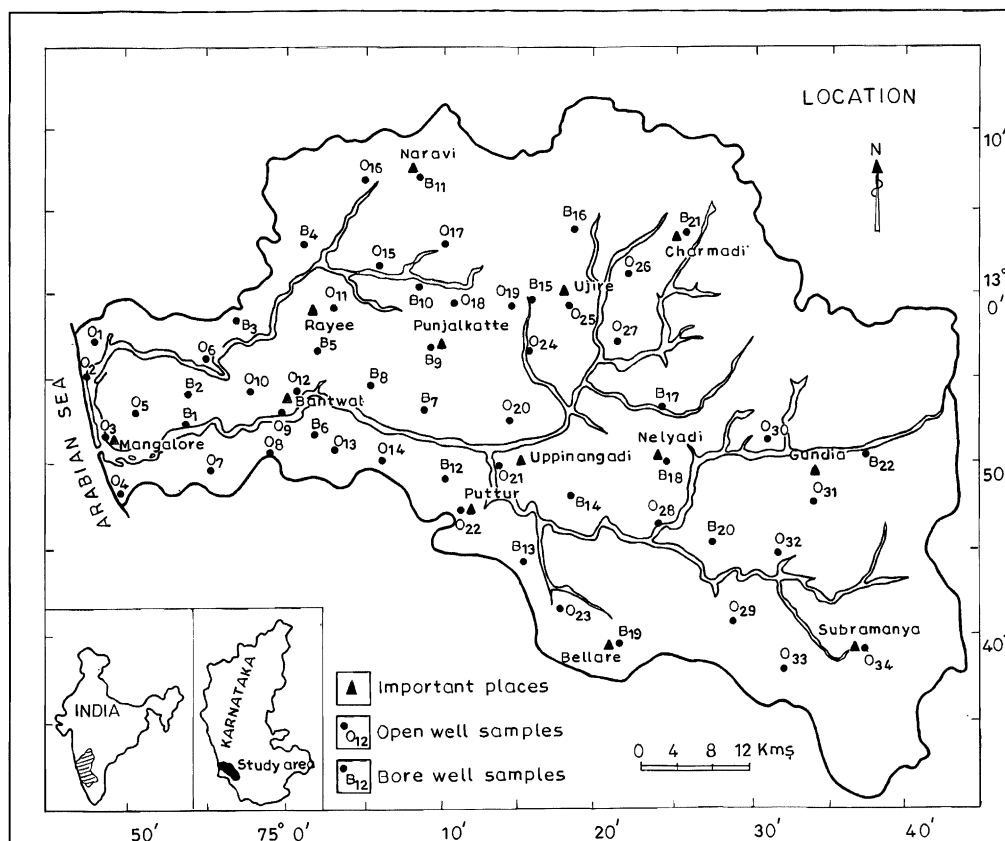 LOCATION
N
10'
13°
0'
50'
40'
Naravi
O16
B11
B4
O17
B16
B21
Charmadi
O15
O26
O11
B10
O18
O19
B15
Ujire
O25
B3
Rayee
Punjalkatte
O27
O1
O6
B5
B9
O24
O2
B2
O10
O12
B8
Bantwat
B7
O20
B17
O5
B1
O9
B6
O30
O3
Mangalore
O13
O14
Nelyadi
Gundia
B22
O7
O8
B12
O21
Uppinangadi
B18
O4
ARABIAN SEA
Puttur
O22
B14
O28
O31
B13
B20
O32
O23
O29
Subramanya
Bellare
B19
O33
O34
INDIA
KARNATAKA
Study area
Important places
O12 Open well samples
B12 Bore well samples
0 4 8 12 Kms
50' 75° 0' 10' 20' 30' 40'